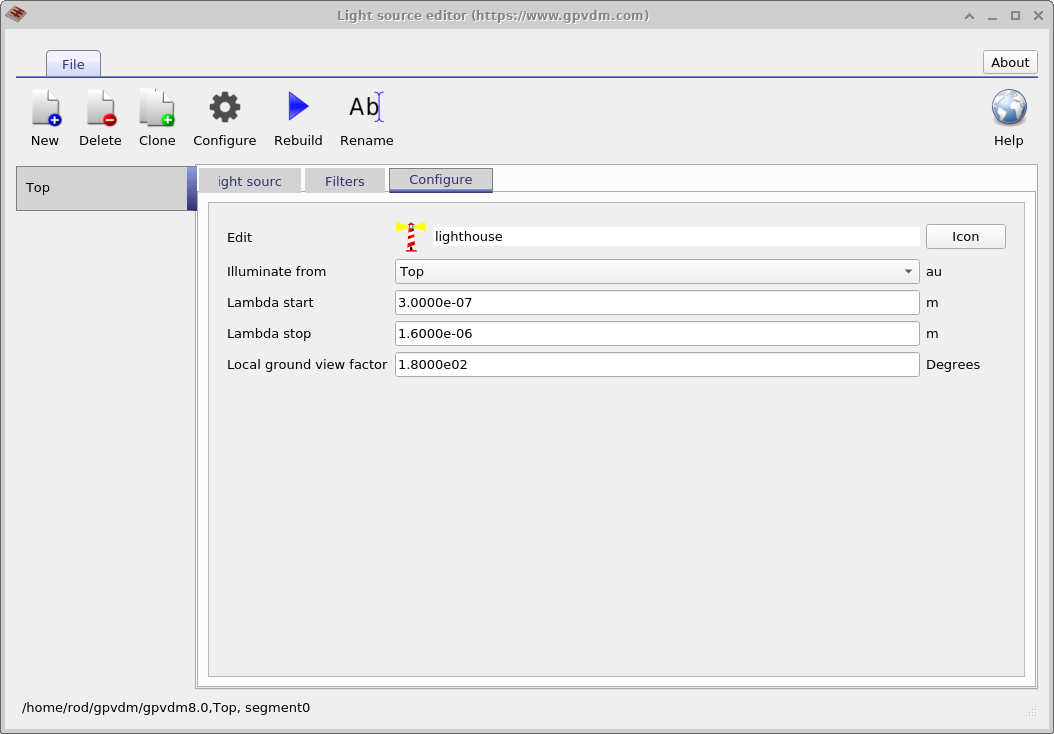 Light source editor (https://www.gpvdm.com)
File
About
New
Delete
Clone
Configure
Ab
Rebuild
Rename
Help
Top
ight sourc
Filters
Configure
Edit
lighthouse
Icon
Illuminate from
Top
au
Lambda start
3.0000e-07
m
Lambda stop
1.6000e-06
m
Local ground view factor
1.8000e02
Degrees
/home/rod/gpvdm/gpvdm8.0,Top, segment0